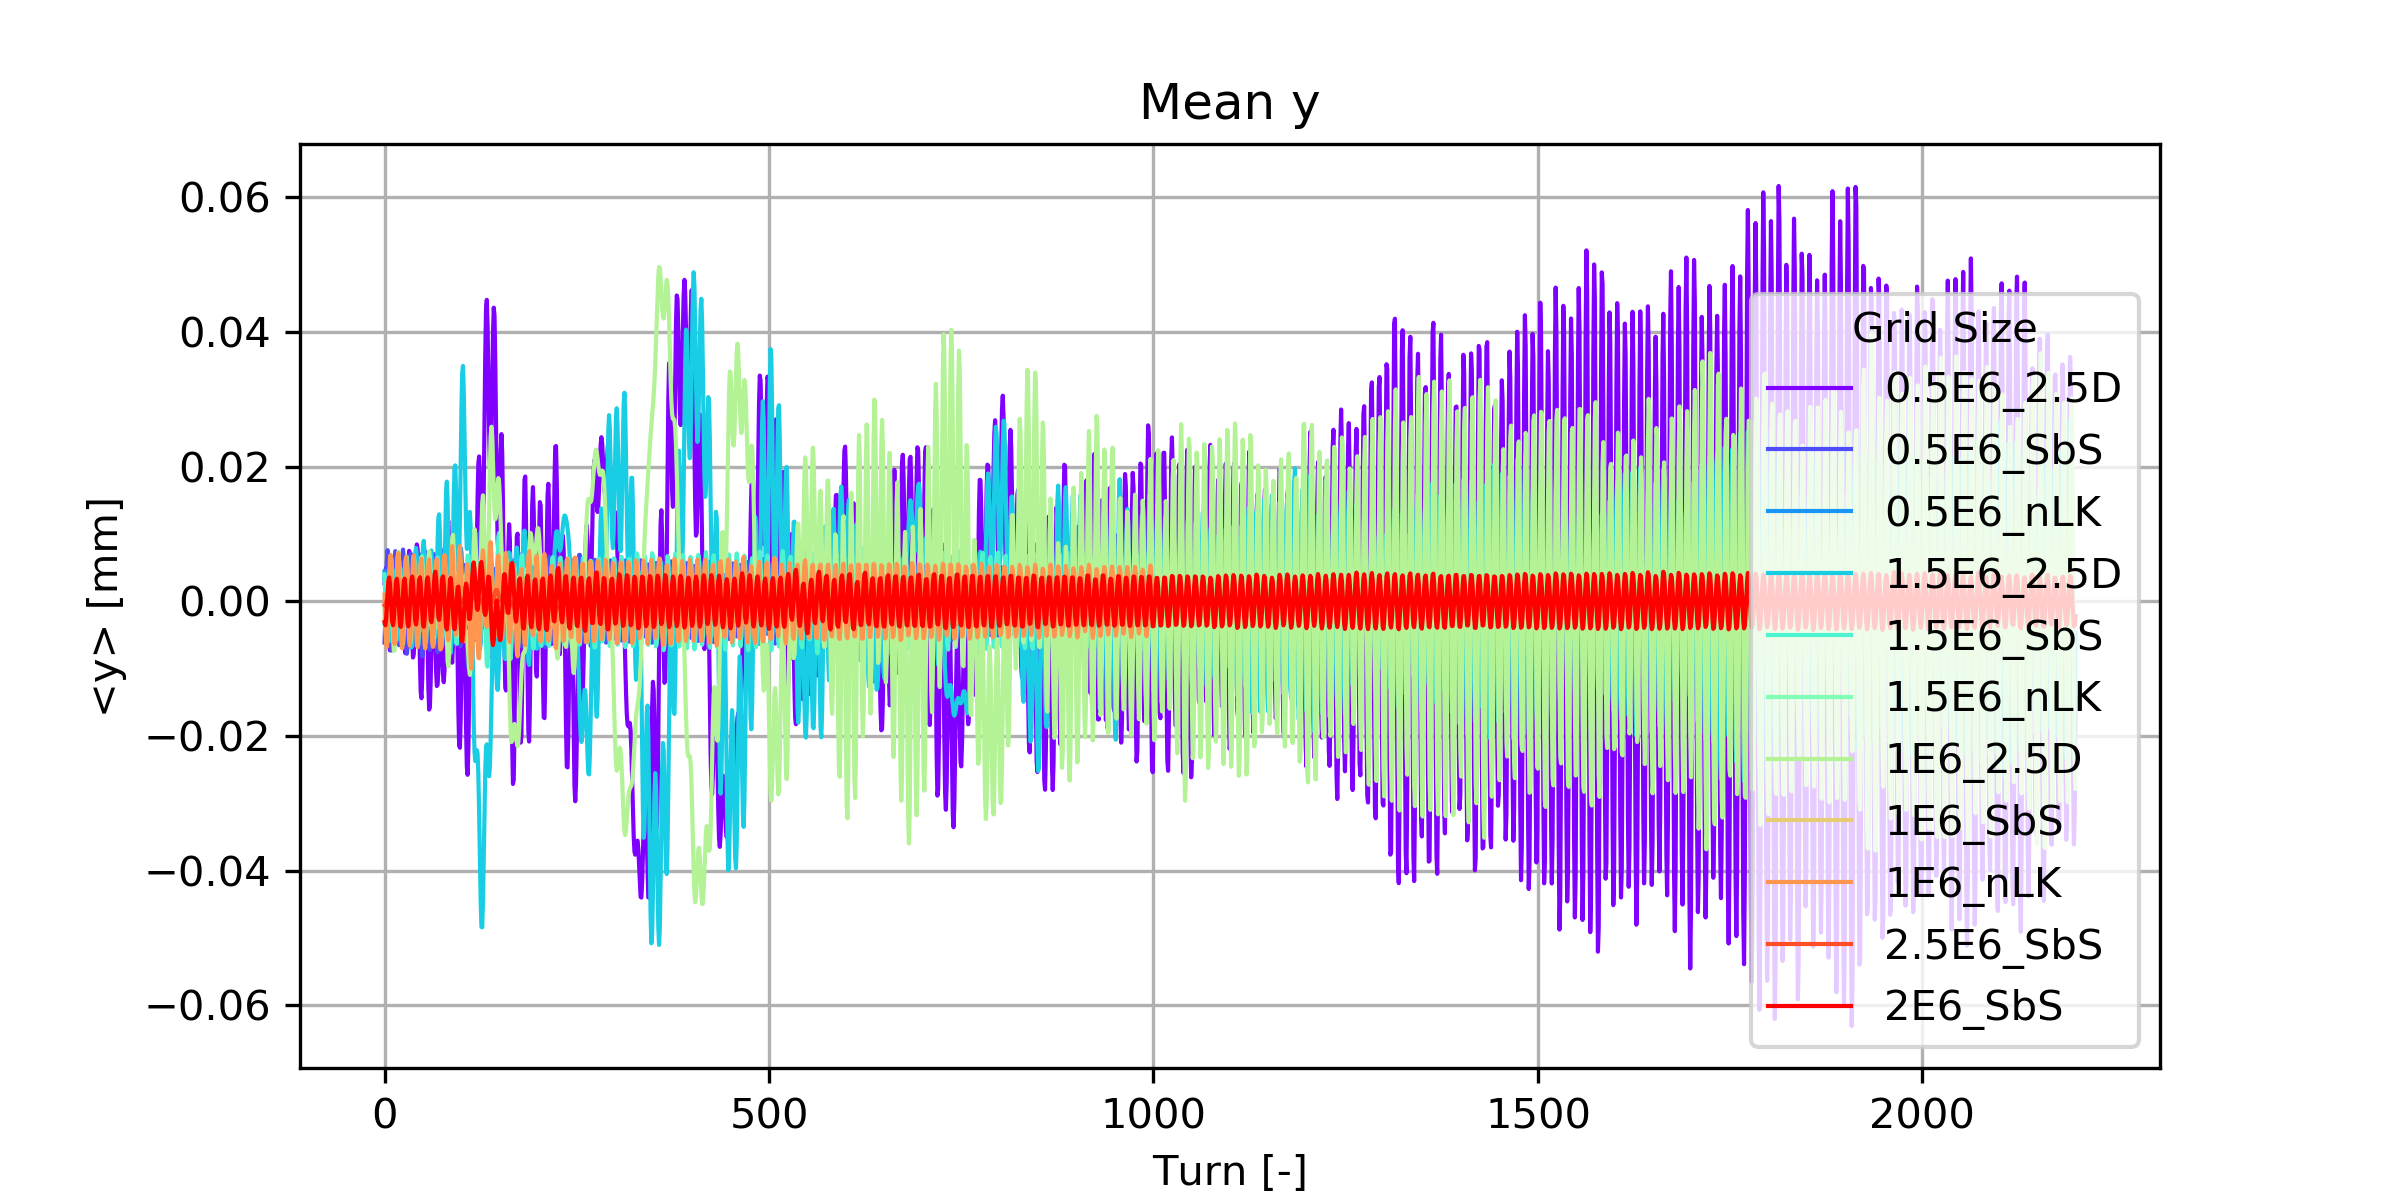 Mean y
0.06
0.04
0.02
0.00
−0.02
−0.04
−0.06
<y> [mm]
0
500
1000
1500
2000
Turn [-]
Grid Size
0.5E6_2.5D
0.5E6_SbS
0.5E6_nLK
1.5E6_2.5D
1.5E6_SbS
1.5E6_nLK
1E6_2.5D
1E6_SbS
1E6_nLK
2.5E6_SbS
2E6_SbS